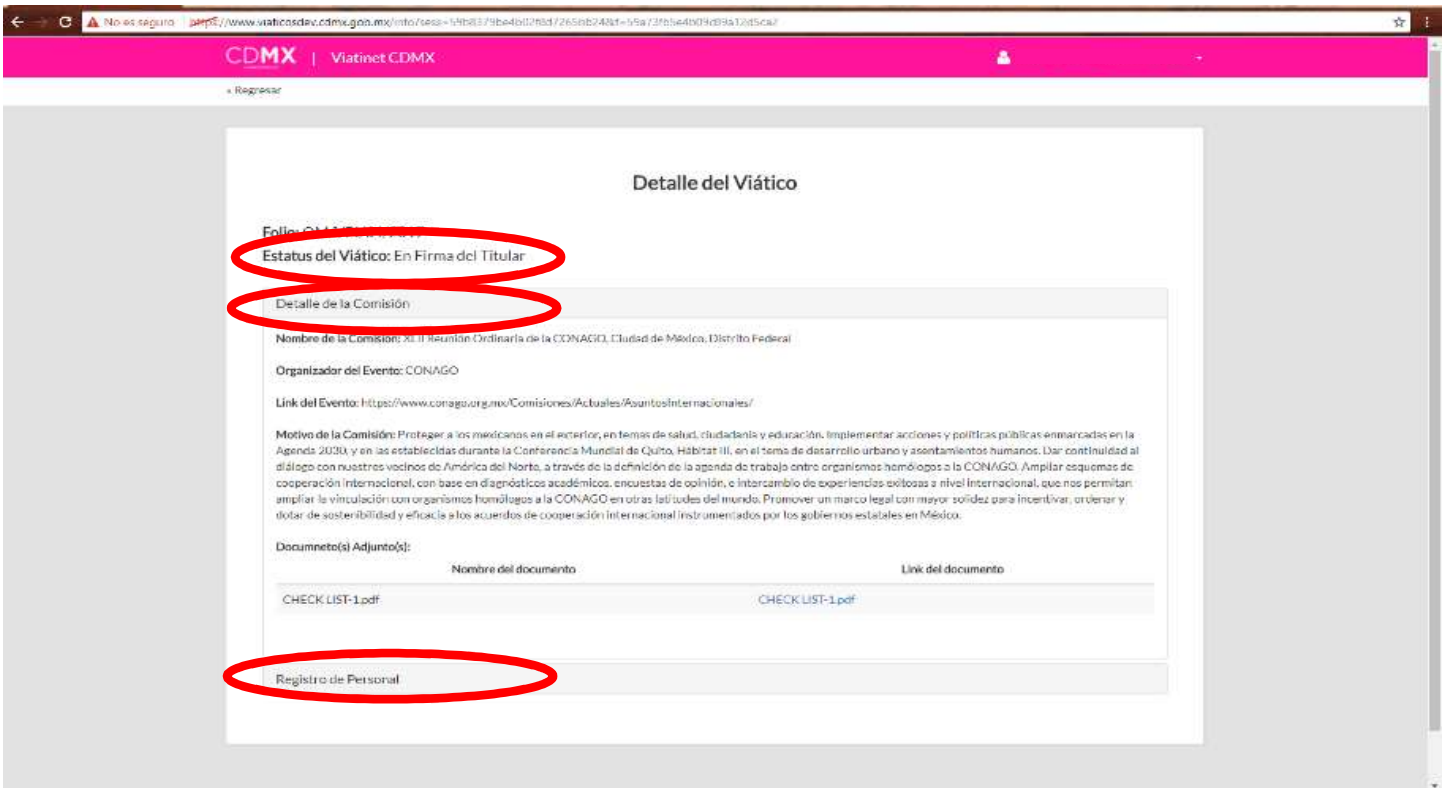 No es seguro https://www.viaticosdev.cdmx.gob.mx/info?sess=
CDMX | Viatinet CDMX
« Regresar
Detalle del Viático
Folio:
Estatus del Viático: En Firma del Titular
Detalle de la Comisión
Nombre de la Comisión: XLII Reunión Ordinaria de la CONAGO, Ciudad de México, Distrito Federal
Organizador del Evento: CONAGO
Link del Evento: https://www.conago.org.mx/Comisiones/Actuales/AsuntosInternacionales/
Motivo de la Comisión: Proteger a los mexicanos en el exterior, en temas de salud, ciudadanía y educación. Implementar acciones y políticas públicas enmarcadas en la
Agenda 2030, y en las establecidas durante la Conferencia Mundial de Quito, Hábitat III, en el tema de desarrollo urbano y asentamientos humanos. Dar continuidad al
diálogo con nuestros vecinos de América del Norte, a través de la definición de la agenda de trabajo entre organismos homólogos a la CONAGO. Ampliar esquemas de
cooperación internacional, con base en diagnósticos académicos, encuestas de opinión, e intercambio de experiencias exitosas a nivel internacional, que nos permitan
ampliar la vinculación con organismos homólogos a la CONAGO en otras latitudes del mundo. Promover un marco legal con mayor solidez para incentivar, ordenar y
dotar de sostenibilidad y eficacia a los acuerdos de cooperación internacional instrumentados por los gobiernos estatales en México.
Documneto(s) Adjunto(s):
Nombre del documento Link del documento
CHECK LIST-1.pdf CHECK LIST-1.pdf
Registro de Personal